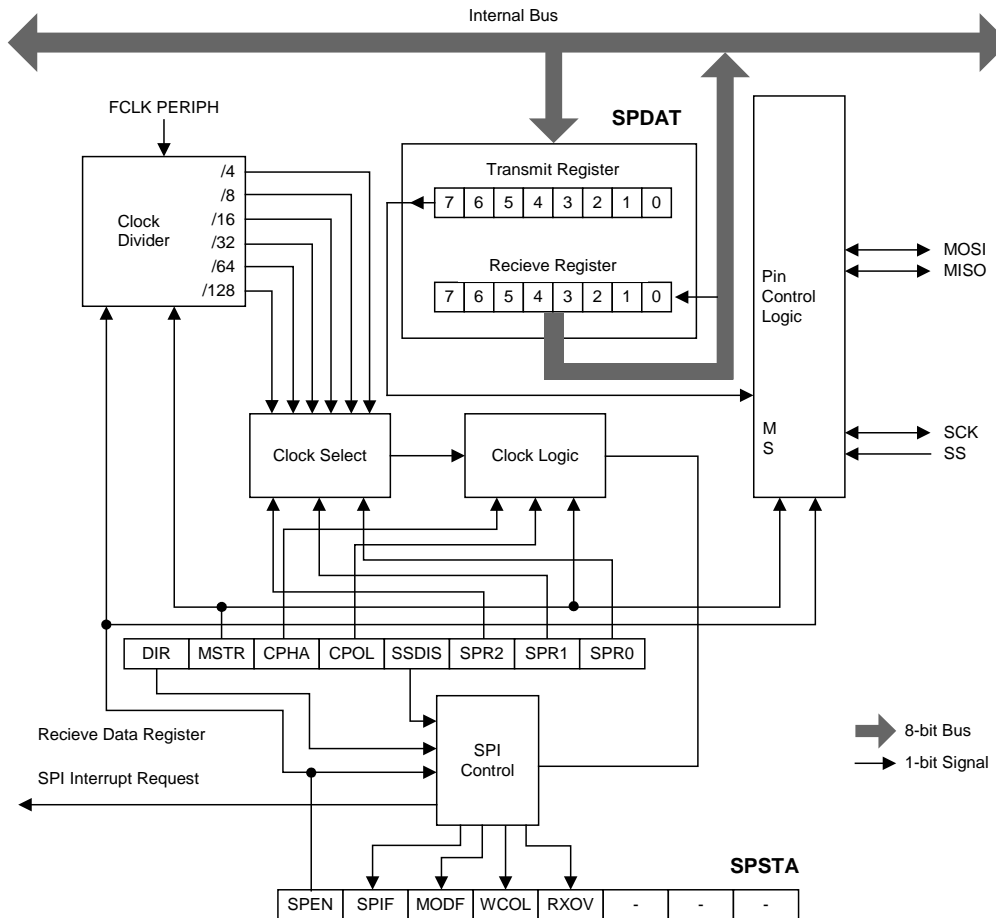 Internal Bus
FCLK PERIPH
SPDAT
Clock
Divider
/4
/8
/16
/32
/64
/128
Transmit Register
7 6 5 4 3 2 1 0
Recieve Register
7 6 5 4 3 2 1 0
Pin
Control
Logic
M
S
MOSI
MISO
SCK
SS
Clock Select
Clock Logic
DIR MSTR CPHA CPOL SSDIS SPR2 SPR1 SPR0
Recieve Data Register
SPI Interrupt Request
SPI
Control
8-bit Bus
1-bit Signal
SPSTA
SPEN SPIF MODF WCOL RXOV - - -